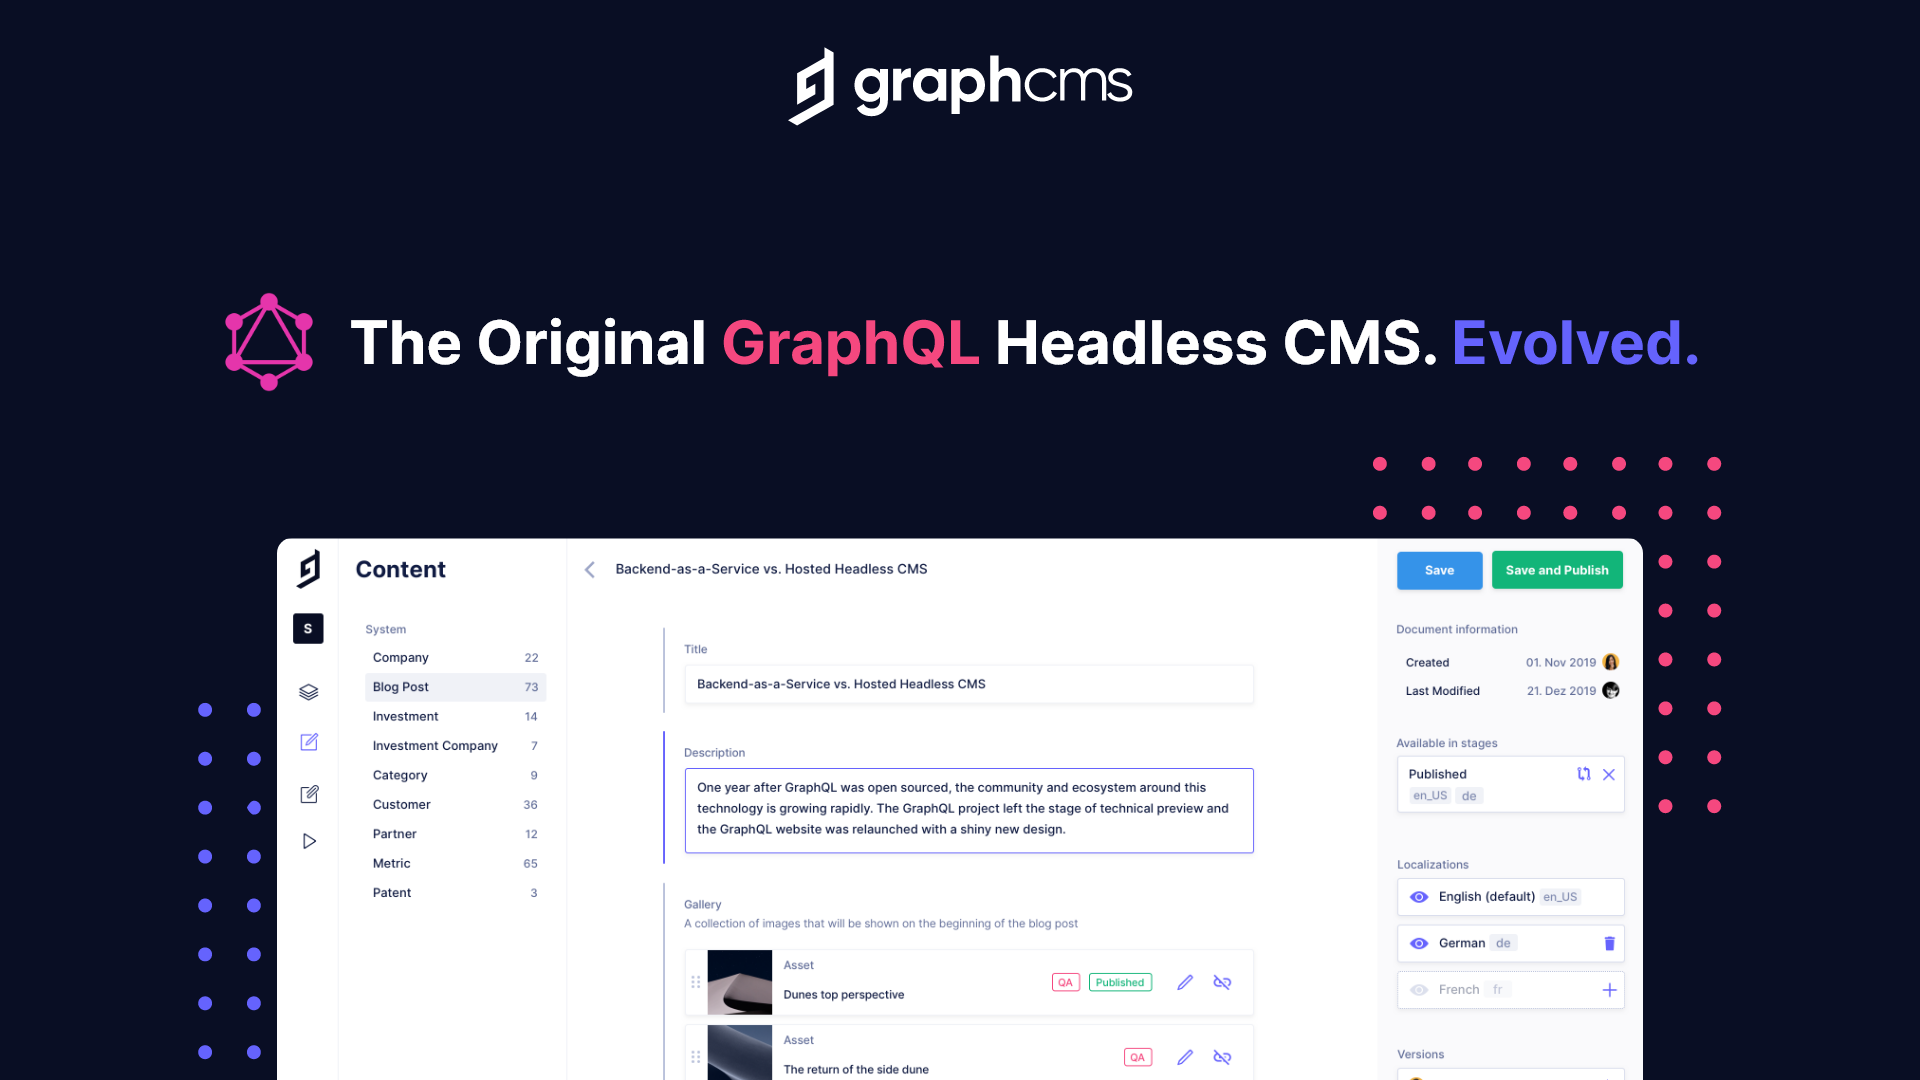 graphcms
The Original GraphQL Headless CMS. Evolved.
Content
S
System
Company 22
Blog Post 73
Investment 14
Investment Company 7
Category 9
Customer 36
Partner 12
Metric 65
Patent 3
Backend-as-a-Service vs. Hosted Headless CMS
Title
Backend-as-a-Service vs. Hosted Headless CMS
Description
One year after GraphQL was open sourced, the community and ecosystem around this
technology is growing rapidly. The GraphQL project left the stage of technical preview and
the GraphQL website was relaunched with a shiny new design.
Gallery
A collection of images that will be shown on the beginning of the blog post
Asset
Dunes top perspective
QA Published
Asset
The return of the side dune
QA
Save Save and Publish
Document information
Created 01. Nov 2019
Last Modified 21. Dez 2019
Available in stages
Published
en_US de
Localizations
English (default) en_US
German de
French fr
Versions